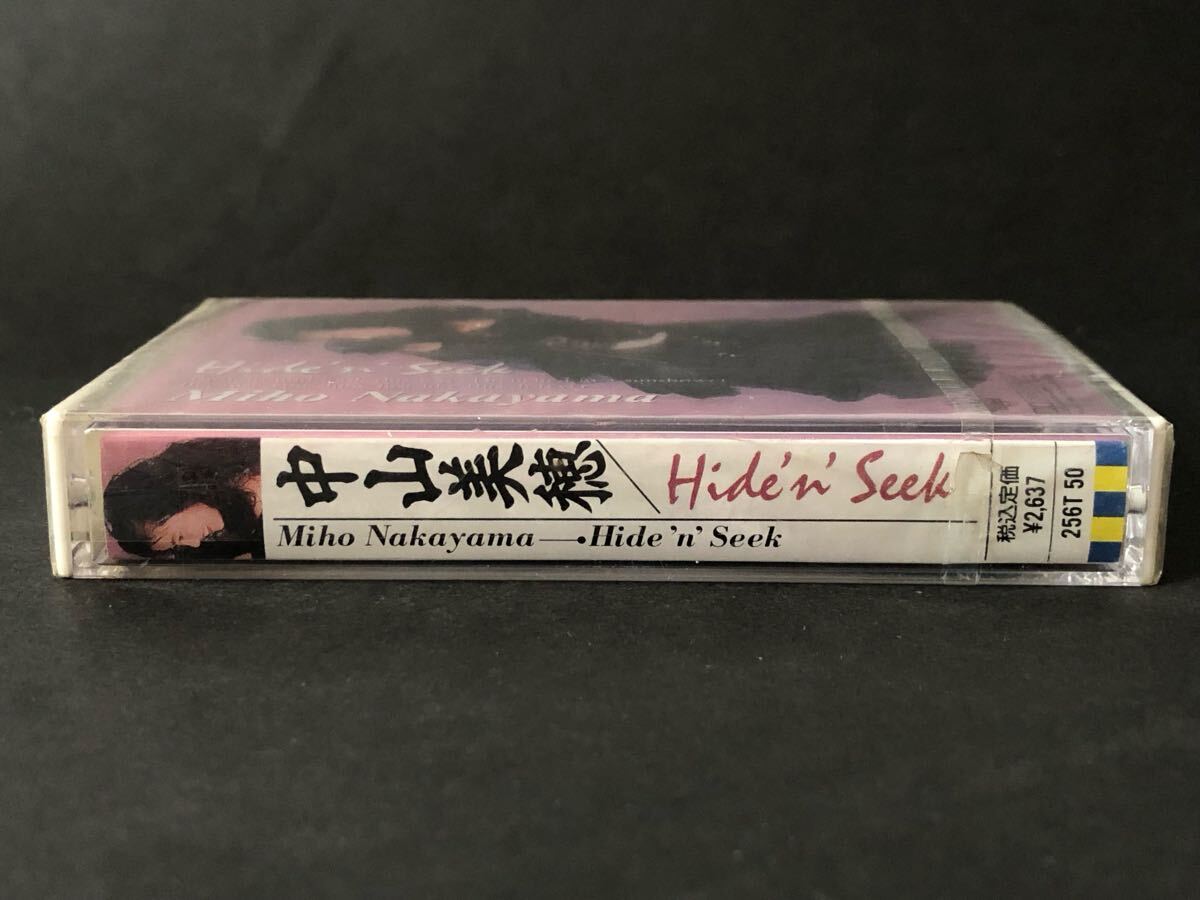 Hide 'n' Seek
Miho Nakayama
中山美穂／Hide 'n' Seek
Miho Nakayama—•Hide 'n' Seek
税込定価
¥2,637
256T 50